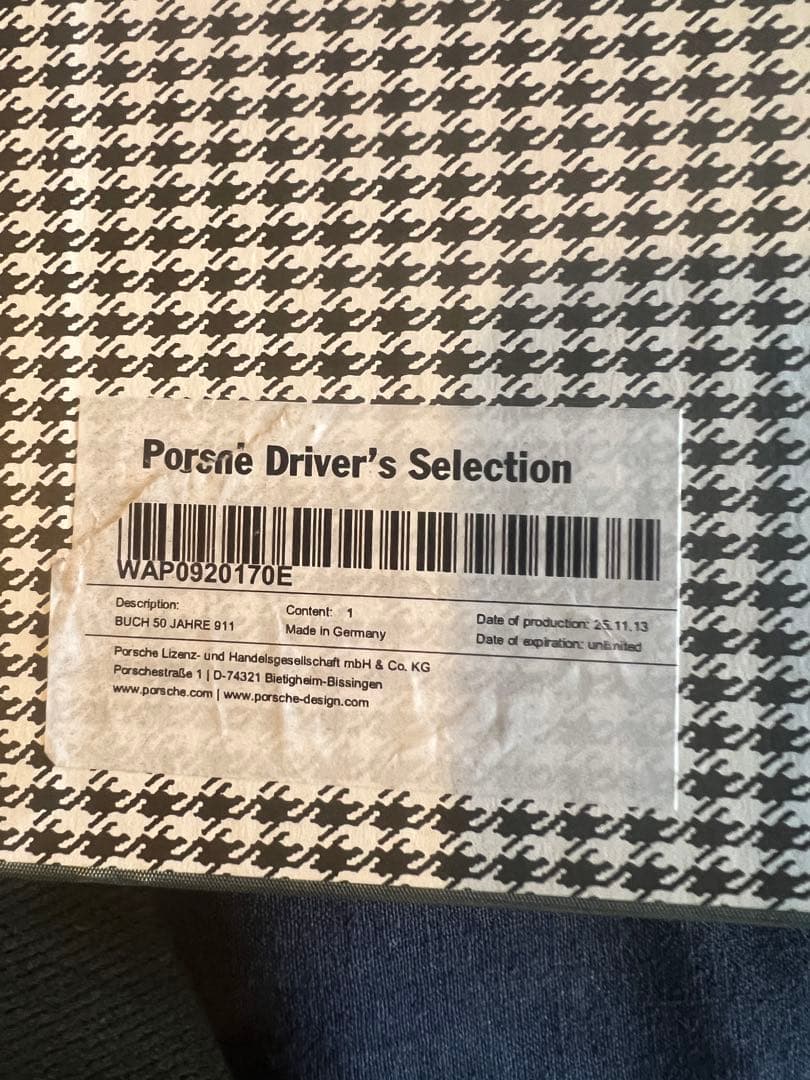 Porsche Driver's Selection
WAP0920170E
Description:
BUCH 50 JAHRE 911
Content: 1
Made in Germany
Date of production: 25.11.13
Date of expiration: unlimited
Porsche Lizenz- und Handelsgesellschaft mbH & Co. KG
Porschestraße 1 | D-74321 Bietigheim-Bissingen
www.porsche.com | www.porsche-design.com